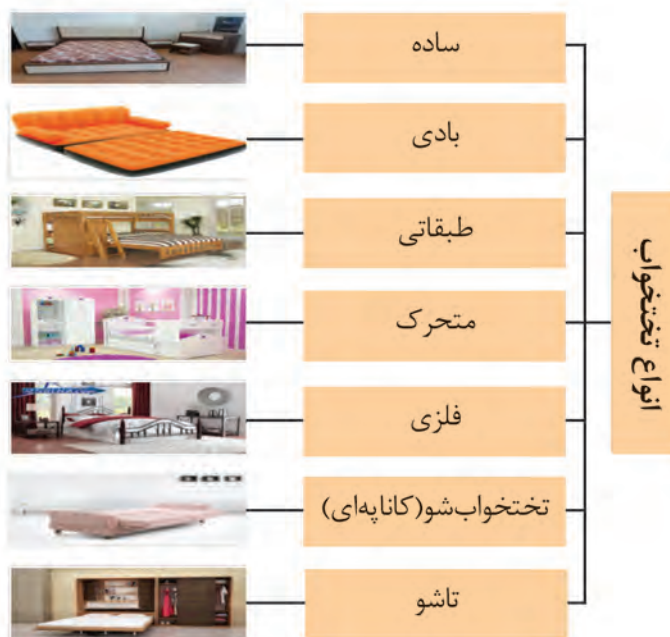 انواع تختخواب
ساده
بادی
طبقاتی
متحرک
فلزی
تختخواب‌شو(کاناپه‌ای)
تاشو